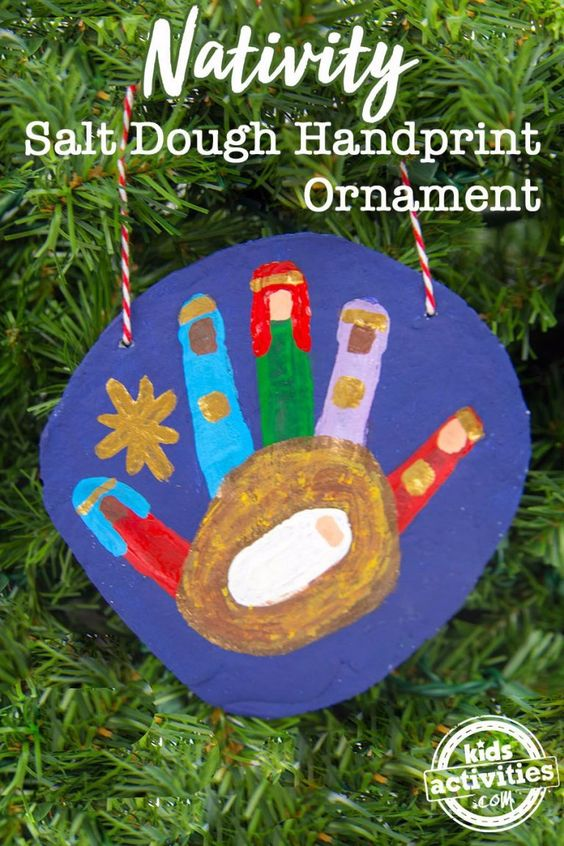 Nativity
Salt Dough Handprint
Ornament
kids
activities
.com